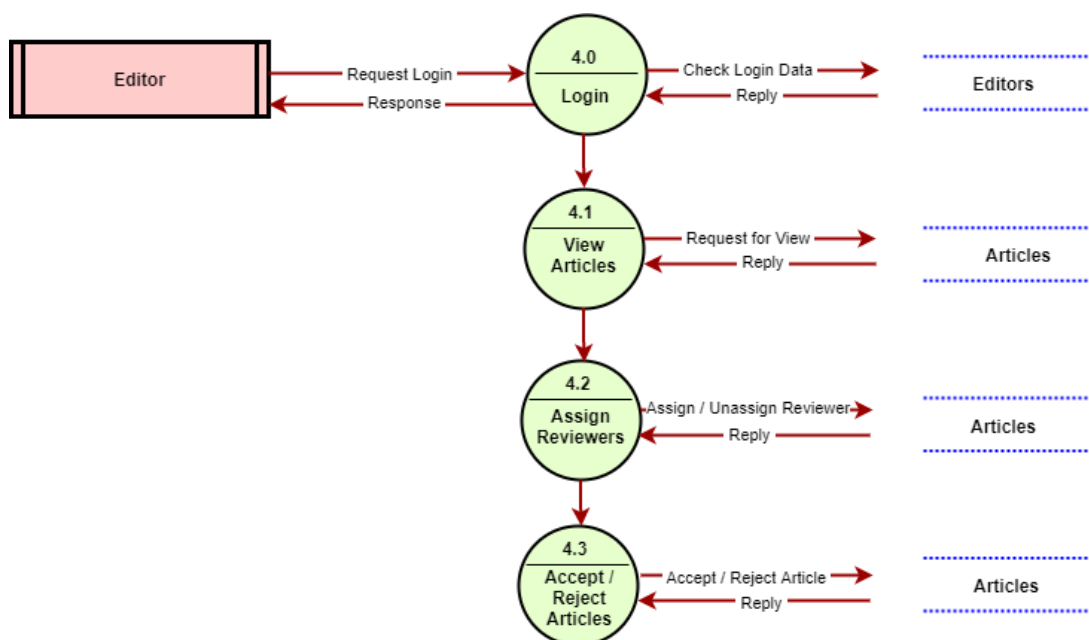 Editor
Request Login
Response
4.0
Login
Check Login Data
Reply
Editors
4.1
View
Articles
Request for View
Reply
Articles
4.2
Assign
Reviewers
Assign / Unassign Reviewer
Reply
Articles
4.3
Accept /
Reject
Articles
Accept / Reject Article
Reply
Articles